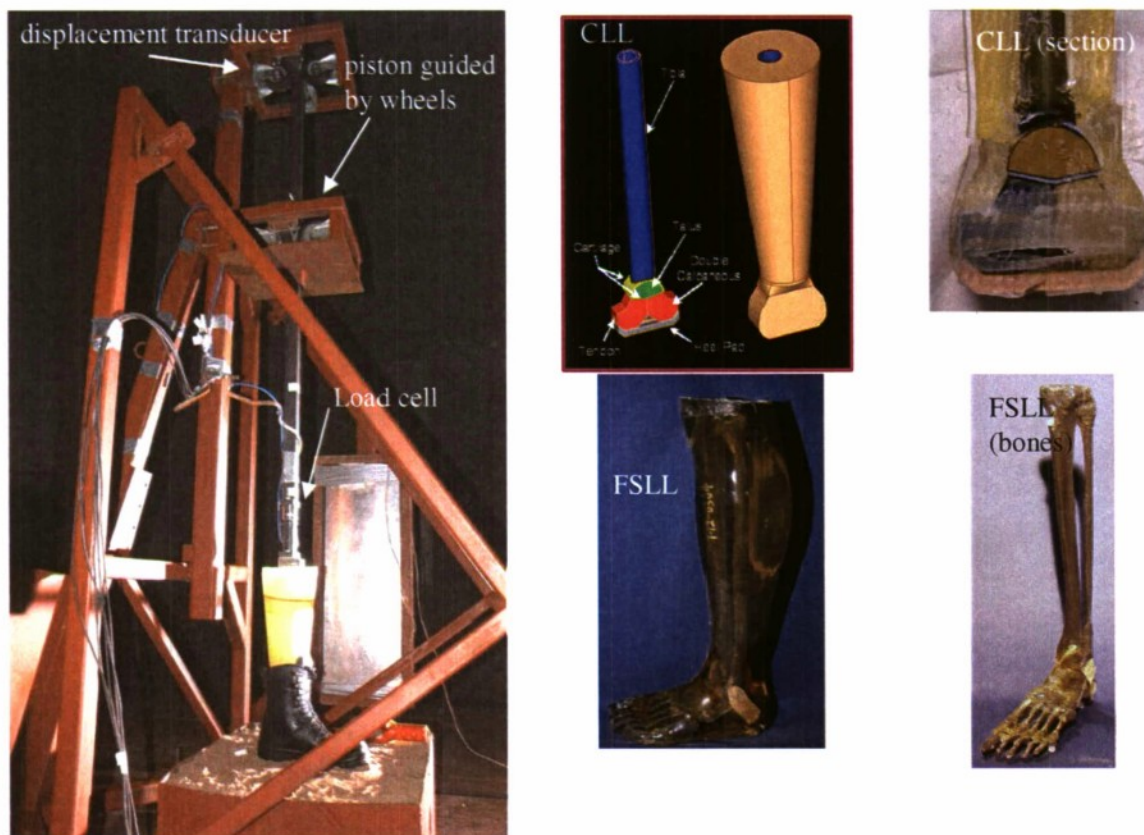 displacement transducer
piston guided
by wheels
Load cell
CLL
Tibia
Talus
Cartilage
Double
Calcaneous
Tendon
Heel Pad
CLL (section)
FSLL
FSLL
(bones)